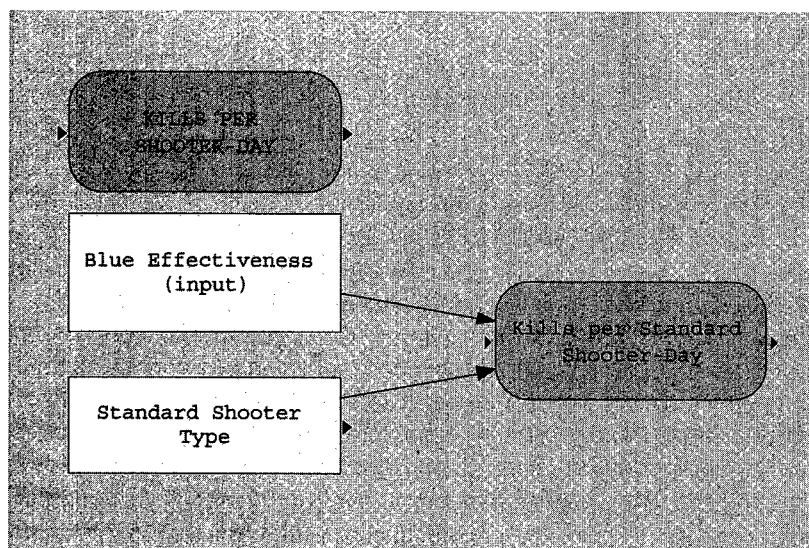 KILLS PER
SHOOTER-DAY
Blue Effectiveness
(input)
Kills per Standard
Shooter-Day
Standard Shooter
Type